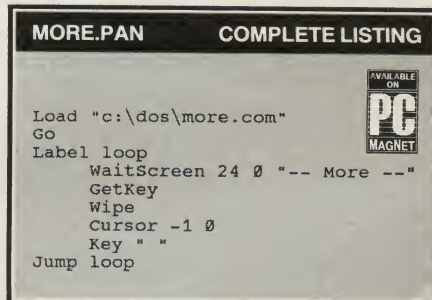 MORE.PAN COMPLETE LISTING
AVAILABLE
ON
PC
MAGNET
Load "c:\dos\more.com"
Go
Label loop
WaitScreen 24 0 "-- More --"
GetKey
Wipe
Cursor -1 0
Key " "
Jump loop